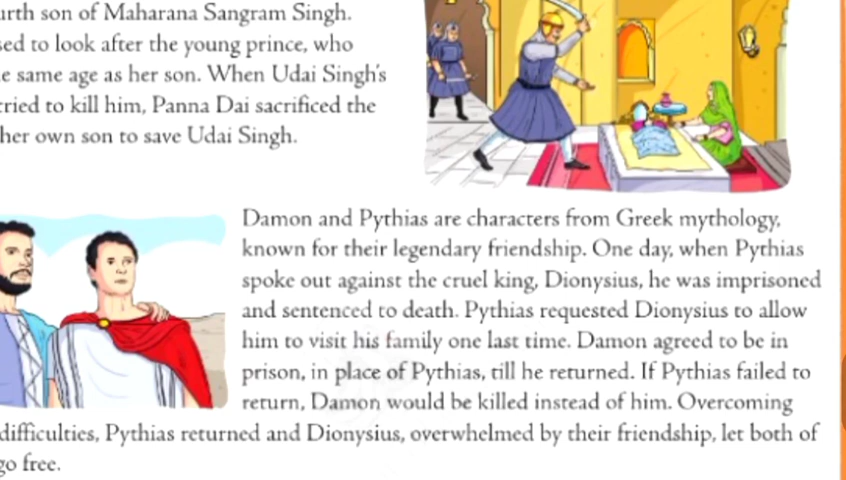 urth son of Maharana Sangram Singh.
sed to look after the young prince, who
e same age as her son. When Udai Singh's
tried to kill him, Panna Dai sacrificed the
her own son to save Udai Singh.
Damon and Pythias are characters from Greek mythology,
known for their legendary friendship. One day, when Pythias
spoke out against the cruel king, Dionysius, he was imprisoned
and sentenced to death. Pythias requested Dionysius to allow
him to visit his family one last time. Damon agreed to be in
prison, in place of Pythias, till he returned. If Pythias failed to
return, Damon would be killed instead of him. Overcoming
difficulties, Pythias returned and Dionysius, overwhelmed by their friendship, let both of
go free.